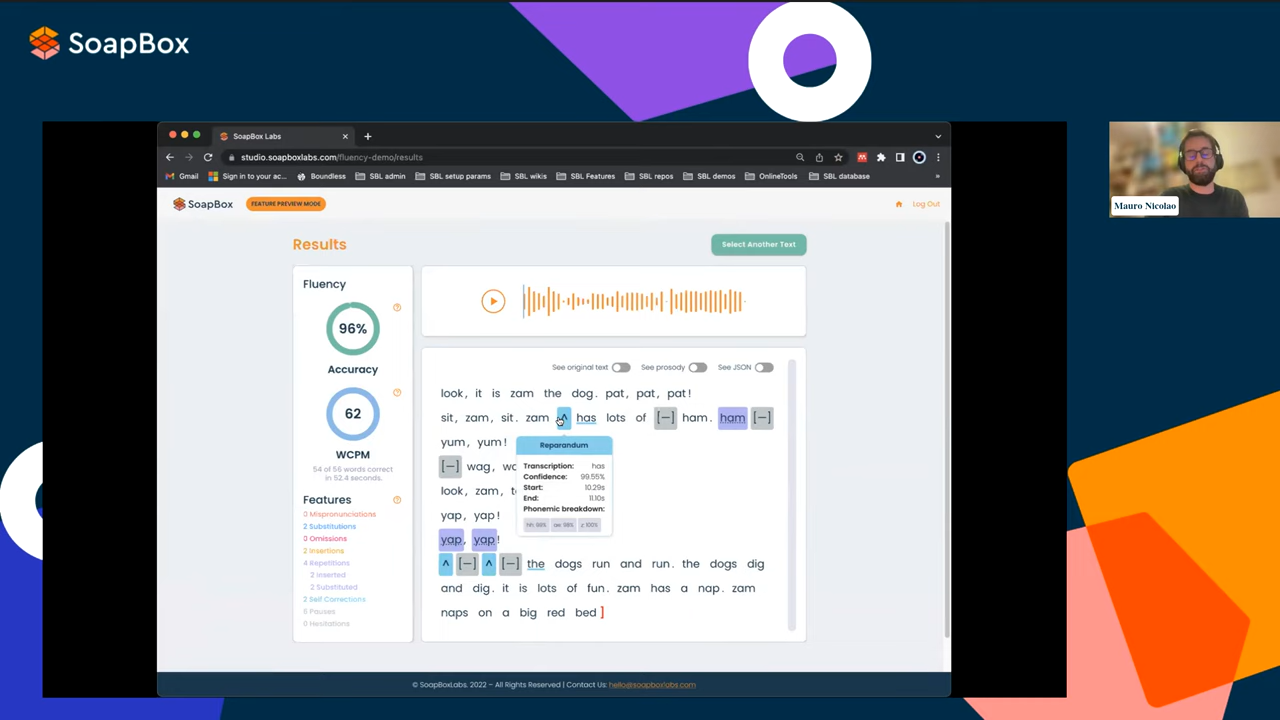 SoapBox
SoapBox Labs
studio.soapboxlabs.com/fluency-demo/results
Gmail
Sign in to your ac...
Boundless
SBL admin
SBL setup params
SBL wikis
SBL Features
SBL repos
SBL demos
OnlineTools
SBL database
SoapBox
FEATURE PREVIEW MODE
Log Out
Results
Select Another Text
Fluency
96%
Accuracy
62
WCPM
54 of 56 words correct
in 52.4 seconds.
Features
0 Mispronunciations
2 Substitutions
0 Omissions
2 Insertions
4 Repetitions
2 Inserted
2 Substituted
2 Self Corrections
6 Pauses
0 Hesitations
See original text
See prosody
See JSON
look, it is zam the dog. pat, pat, pat!
sit, zam, sit. zam ^ has lots of [—] ham. ham [—]
yum, yum!
[—] wag,
look, zam,
yap, yap!
yap, yap!
^ [—] ^ [—] the dogs run and run. the dogs dig
and dig. it is lots of fun. zam has a nap. zam
naps on a big red bed ]
Reparandum
Transcription: has
Confidence: 99.55%
Start: 10.29s
End: 11.10s
Phonemic breakdown:
hh: 98% ae: 98% z: 100%
© SoapBoxLabs. 2022 – All Rights Reserved | Contact Us: hello@soapboxlabs.com
Mauro Nicolao